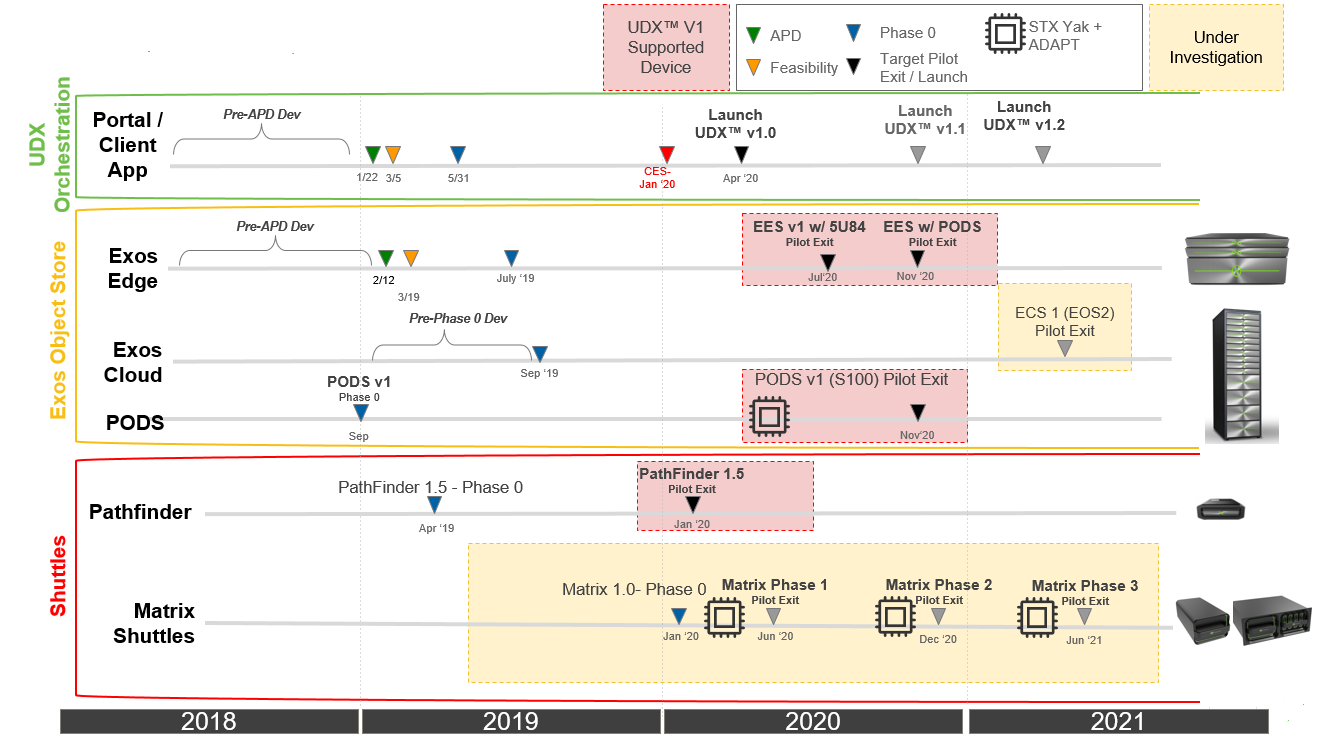 UDX™ V1
Supported
Device
APD
Phase 0
Feasibility
Target Pilot
Exit / Launch
STX Yak +
ADAPT
Under
Investigation
UDX
Orchestration
Portal /
Client
App
Pre-APD Dev
1/22
3/5
5/31
CES-
Jan ‘20
Launch
UDX™ v1.0
Apr ‘20
Launch
UDX™ v1.1
Launch
UDX™ v1.2
Exos Object Store
Exos
Edge
Pre-APD Dev
2/12
3/19
July ‘19
EES v1 w/ 5U84
Pilot Exit
Jul‘20
EES w/ PODS
Pilot Exit
Nov ‘20
Exos
Cloud
Pre-Phase 0 Dev
Sep ‘19
ECS 1 (EOS2)
Pilot Exit
PODS
PODS v1
Phase 0
Sep
PODS v1 (S100) Pilot Exit
Nov‘20
Shuttles
Pathfinder
PathFinder 1.5 - Phase 0
Apr ‘19
PathFinder 1.5
Pilot Exit
Jan ‘20
Matrix
Shuttles
Matrix 1.0- Phase 0
Jan ‘20
Matrix Phase 1
Pilot Exit
Jun ‘20
Matrix Phase 2
Pilot Exit
Dec ‘20
Matrix Phase 3
Pilot Exit
Jun ‘21
2018
2019
2020
2021